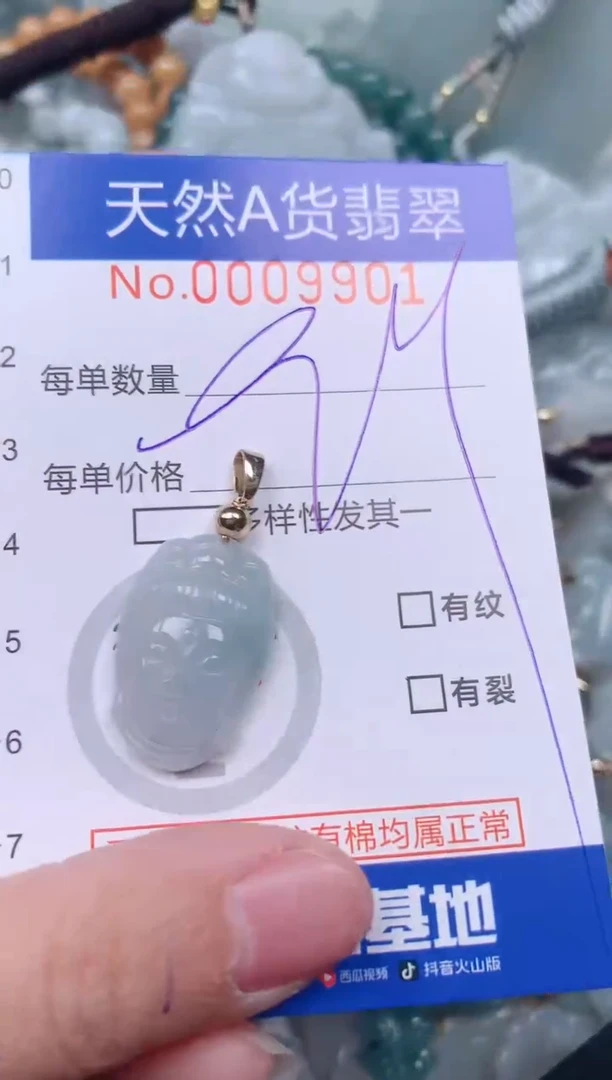 天然A货翡翠
No.0009901
0
1
2
3
4
5
6
7
每单数量
每单价格
多样性发其一
有纹
有裂
有棉均属正常
基地
西瓜视频 抖音火山版